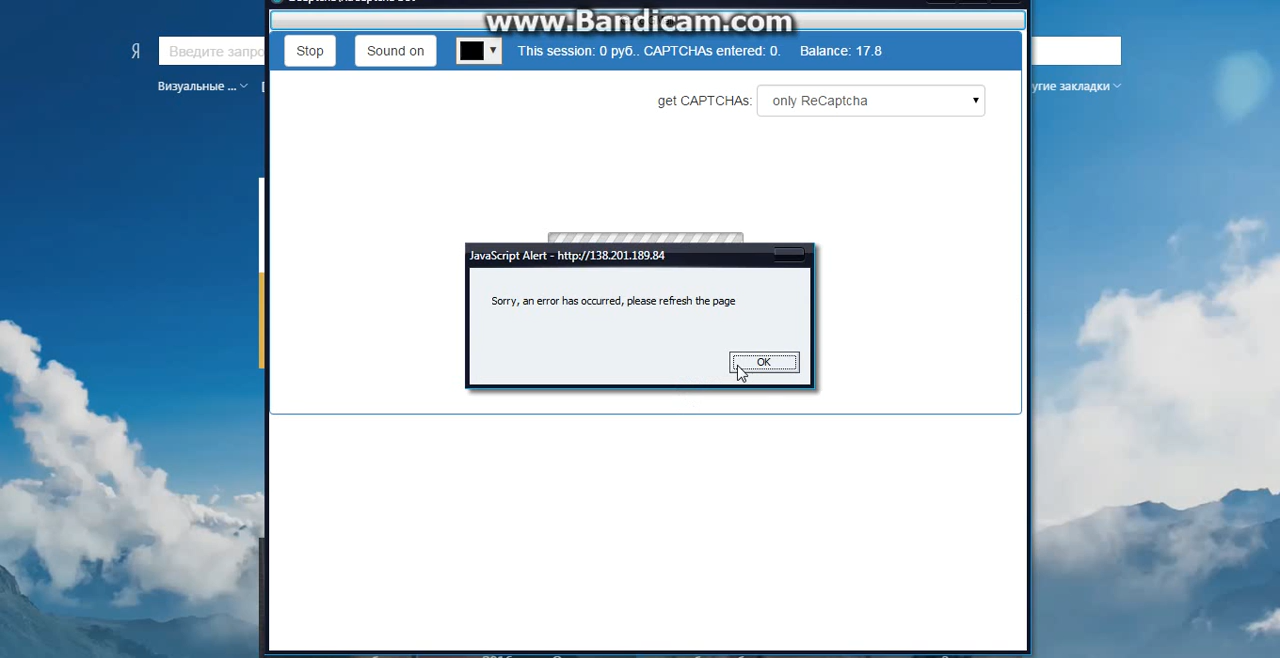 www.Bandicam.com
Я
Введите запро
Stop
Sound on
This session: 0 руб.. CAPTCHAs entered: 0.
Balance: 17.8
Визуальные ...
get CAPTCHAs:
only ReCaptcha
JavaScript Alert - http://138.201.189.84
Sorry, an error has occurred, please refresh the page
OK